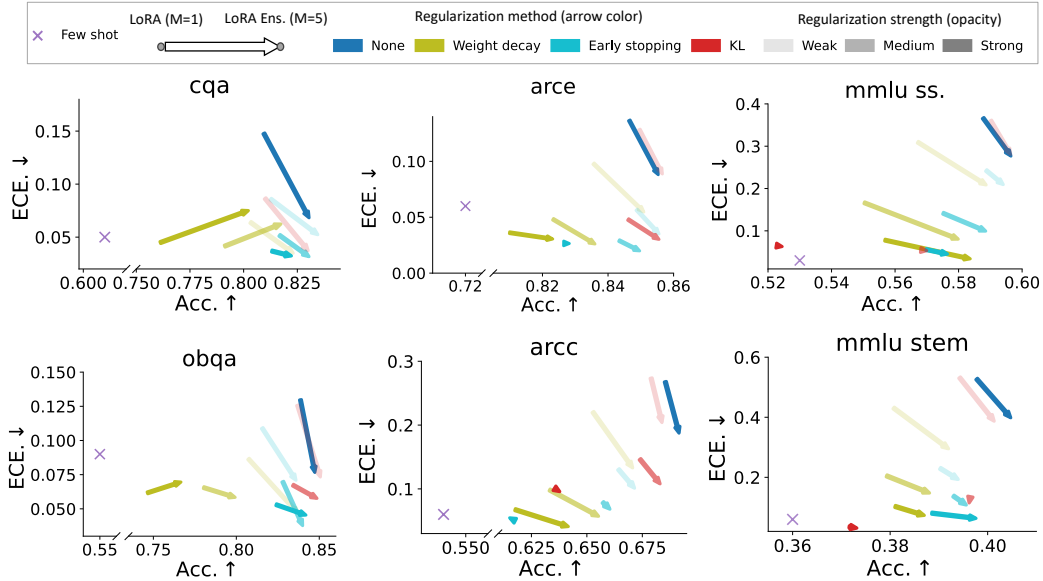 LoRA (M=1) LoRA Ens. (M=5) Regularization method (arrow color) Regularization strength (opacity)
Few shot None Weight decay Early stopping KL Weak Medium Strong
cqa
ECE. ↓
0.15
0.10
0.05
0.600 0.750 0.775 0.800 0.825
Acc. ↑
arce
ECE. ↓
0.10
0.05
0.00
0.72 0.82 0.84 0.86
Acc. ↑
mmlu ss.
ECE. ↓
0.4
0.3
0.2
0.1
0.52 0.54 0.56 0.58 0.60
Acc. ↑
obqa
ECE. ↓
0.150
0.125
0.100
0.075
0.050
0.55 0.75 0.80 0.85
Acc. ↑
arcc
ECE. ↓
0.3
0.2
0.1
0.550 0.625 0.650 0.675
Acc. ↑
mmlu stem
ECE. ↓
0.6
0.4
0.2
0.0
0.36 0.38 0.40
Acc. ↑